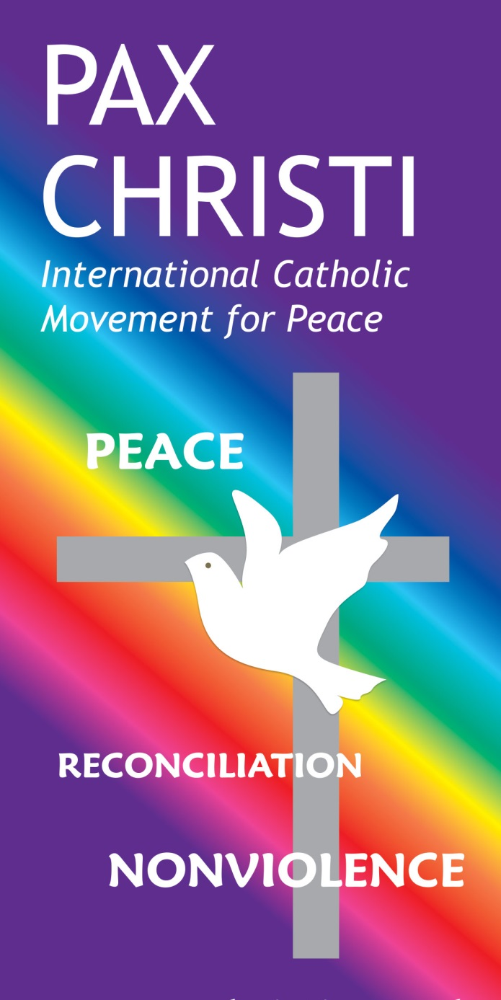 PAX
CHRISTI
International Catholic
Movement for Peace
PEACE
RECONCILIATION
NONVIOLENCE